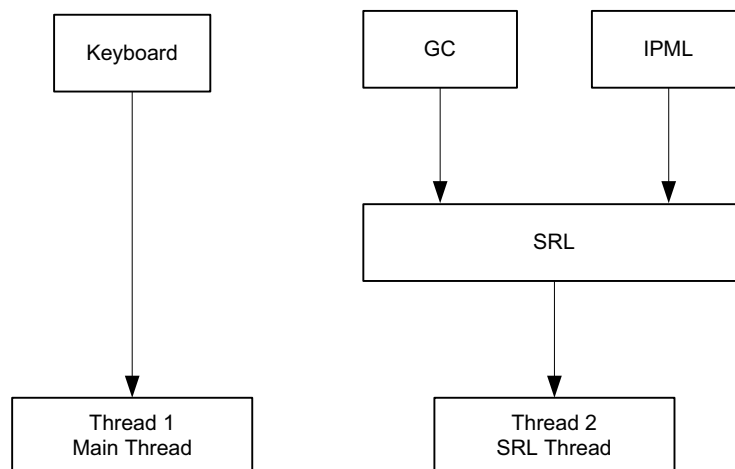 Keyboard
GC
IPML
SRL
Thread 1
Main Thread
Thread 2
SRL Thread